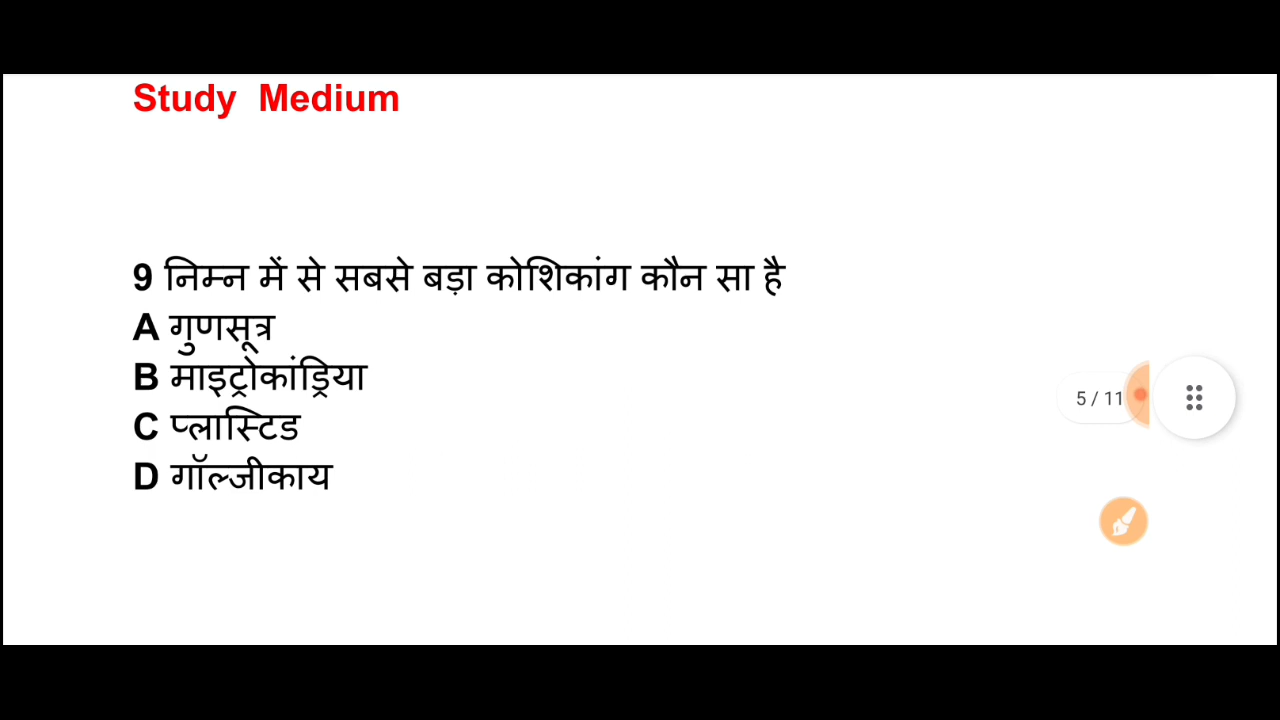 Study Medium
9 निम्न में से सबसे बड़ा कोशिकांग कौन सा है
A गुणसूत्र
B माइट्रोकांड्रिया
5 / 11
C प्लास्टिड
D गॉल्जीकाय